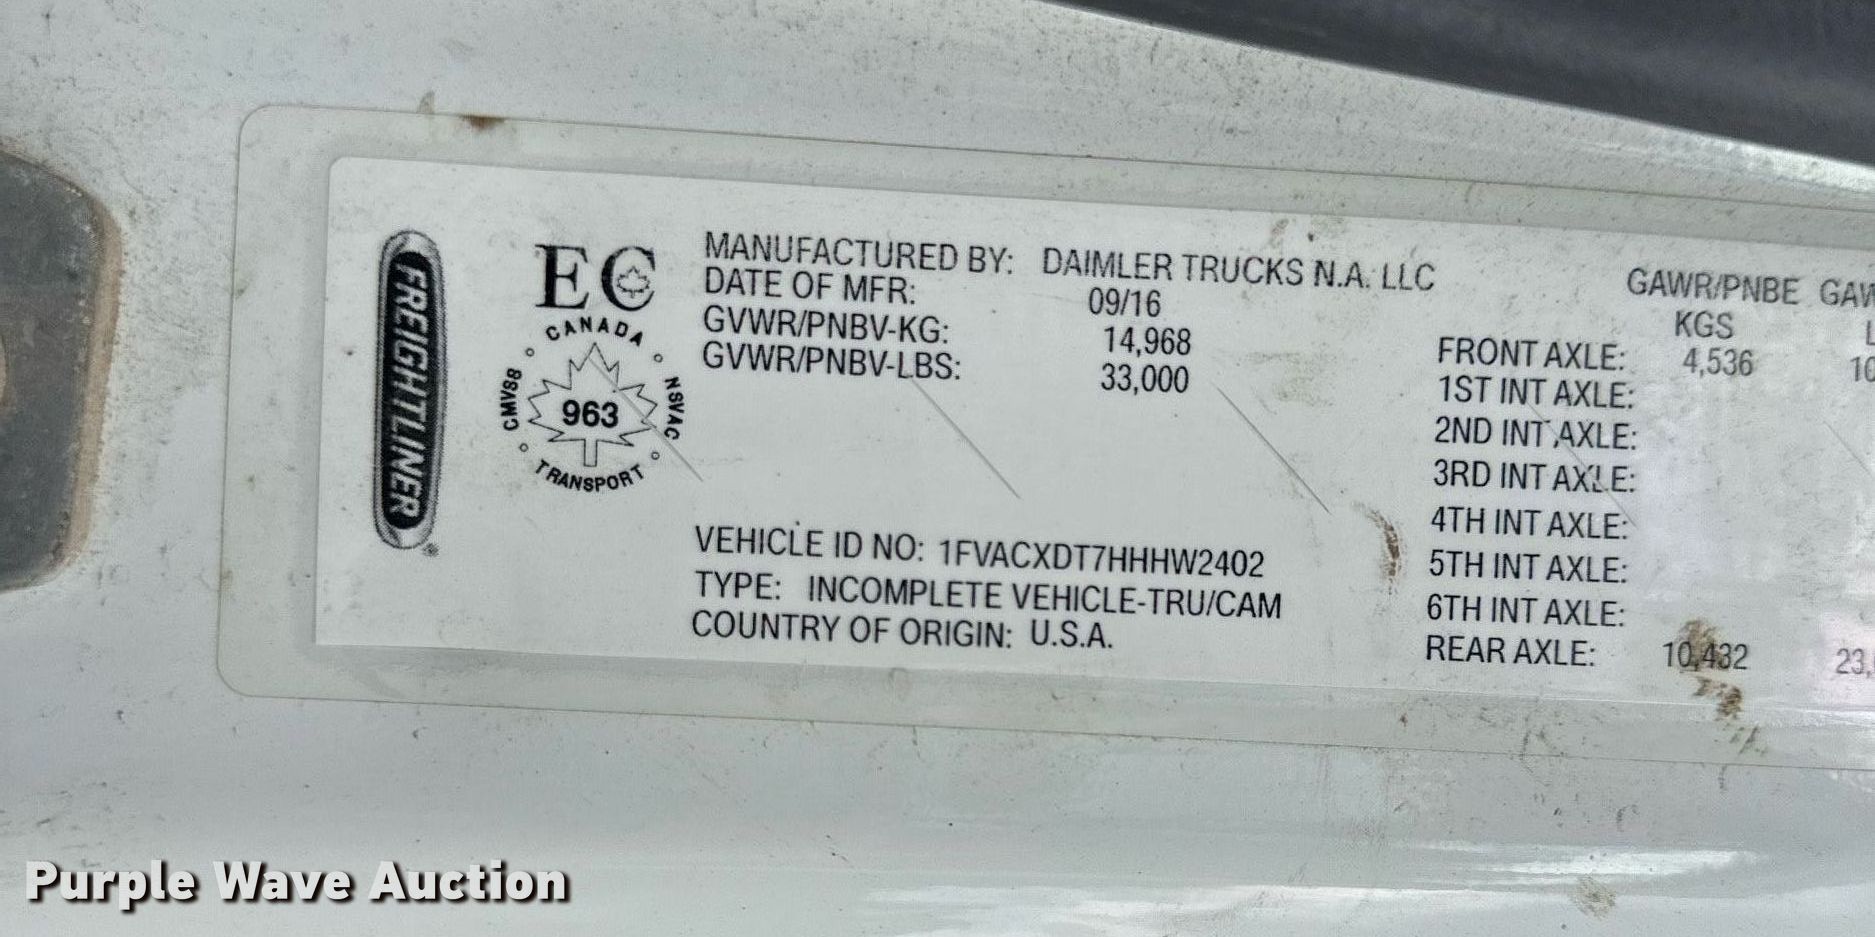 FREIGHTLINER
®
EC
CANADA
CMVSS
NSVAC
963
TRANSPORT
MANUFACTURED BY: DAIMLER TRUCKS N.A. LLC
DATE OF MFR: 09/16
GVWR/PNBV-KG: 14,968
GVWR/PNBV-LBS: 33,000
VEHICLE ID NO: 1FVACXDT7HHHW2402
TYPE: INCOMPLETE VEHICLE-TRU/CAM
COUNTRY OF ORIGIN: U.S.A.
GAWR/PNBE
KGS
FRONT AXLE: 4,536
1ST INT AXLE:
2ND INT AXLE:
3RD INT AXLE:
4TH INT AXLE:
5TH INT AXLE:
6TH INT AXLE:
REAR AXLE: 10,432
Purple Wave Auction